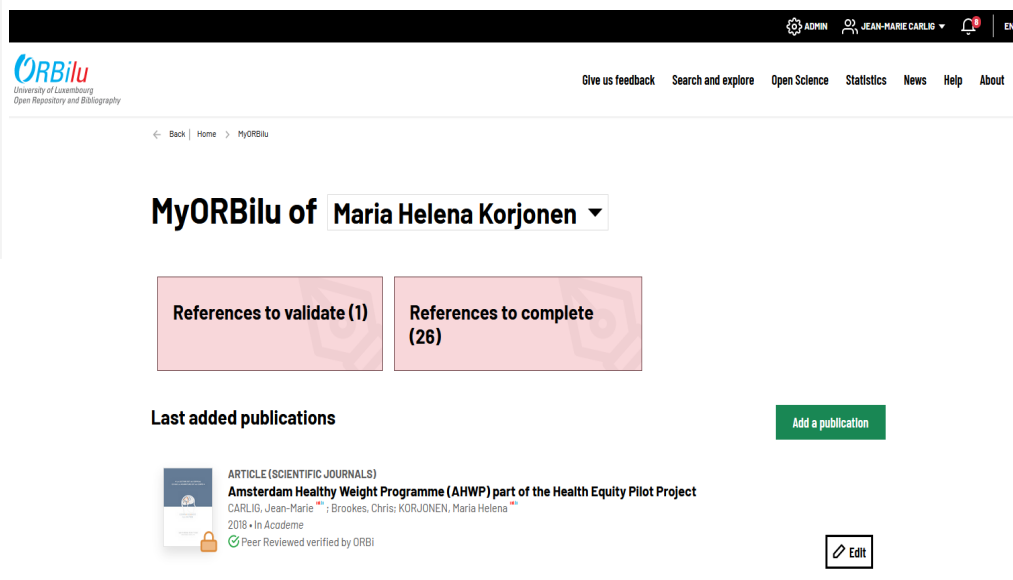 ADMIN JEAN-MARIE CARLIG 8 EN
ORBilu
University of Luxembourg
Open Repository and Bibliography
Give us feedback Search and explore Open Science Statistics News Help About
Back Home > MyORBilu
MyORBilu of Maria Helena Korjonen
References to validate (1)
References to complete
(26)
Last added publications
Add a publication
ARTICLE (SCIENTIFIC JOURNALS)
Amsterdam Healthy Weight Programme (AHWP) part of the Health Equity Pilot Project
CARLIG, Jean-Marie ; Brookes, Chris; KORJONEN, Maria Helena
2018 • In Academe
Peer Reviewed verified by ORBi
Edit